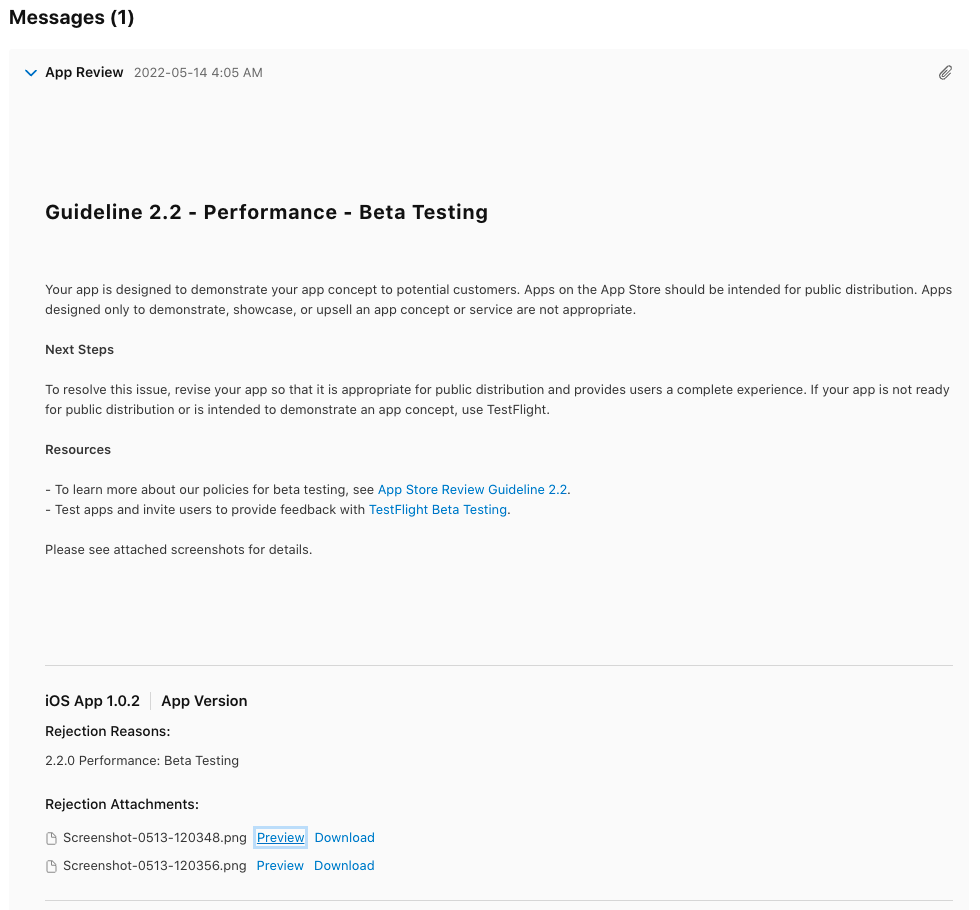 Messages (1)
App Review 2022-05-14 4:05 AM
Guideline 2.2 - Performance - Beta Testing
Your app is designed to demonstrate your app concept to potential customers. Apps on the App Store should be intended for public distribution. Apps
designed only to demonstrate, showcase, or upsell an app concept or service are not appropriate.
Next Steps
To resolve this issue, revise your app so that it is appropriate for public distribution and provides users a complete experience. If your app is not ready
for public distribution or is intended to demonstrate an app concept, use TestFlight.
Resources
- To learn more about our policies for beta testing, see App Store Review Guideline 2.2.
- Test apps and invite users to provide feedback with TestFlight Beta Testing.
Please see attached screenshots for details.
iOS App 1.0.2 App Version
Rejection Reasons:
2.2.0 Performance: Beta Testing
Rejection Attachments:
Screenshot-0513-120348.png Preview Download
Screenshot-0513-120356.png Preview Download